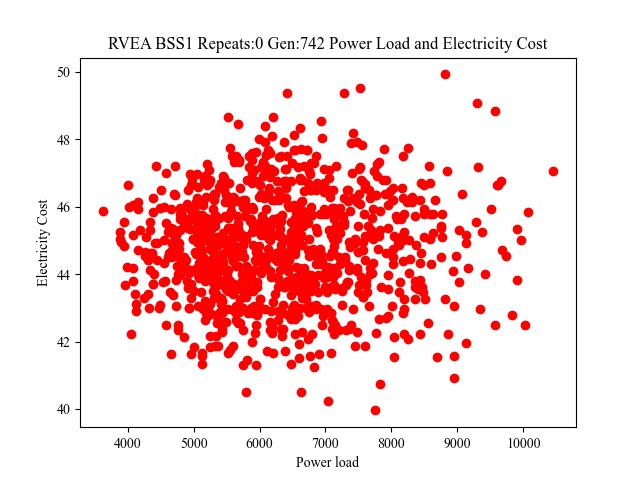 RVEA BSS1 Repeats:0 Gen:742 Power Load and Electricity Cost
50
48
46
44
42
40
Electricity Cost
4000 5000 6000 7000 8000 9000 10000
Power load